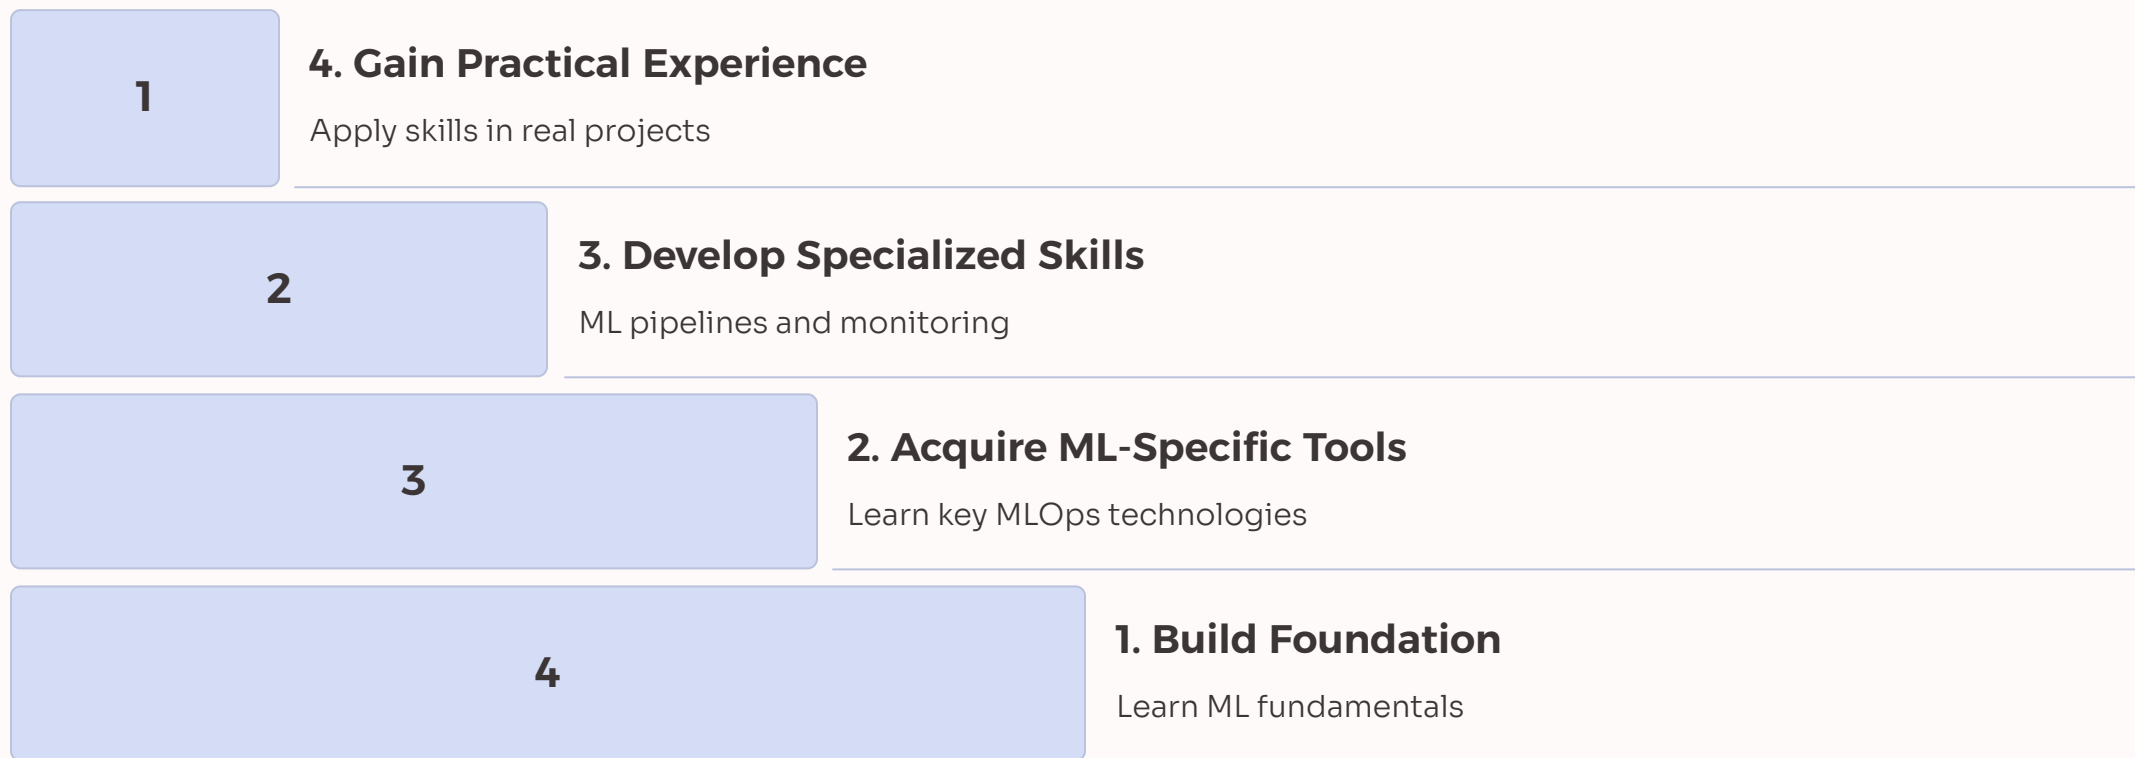 1
4. Gain Practical Experience
Apply skills in real projects
2
3. Develop Specialized Skills
ML pipelines and monitoring
3
2. Acquire ML-Specific Tools
Learn key MLOps technologies
4
1. Build Foundation
Learn ML fundamentals